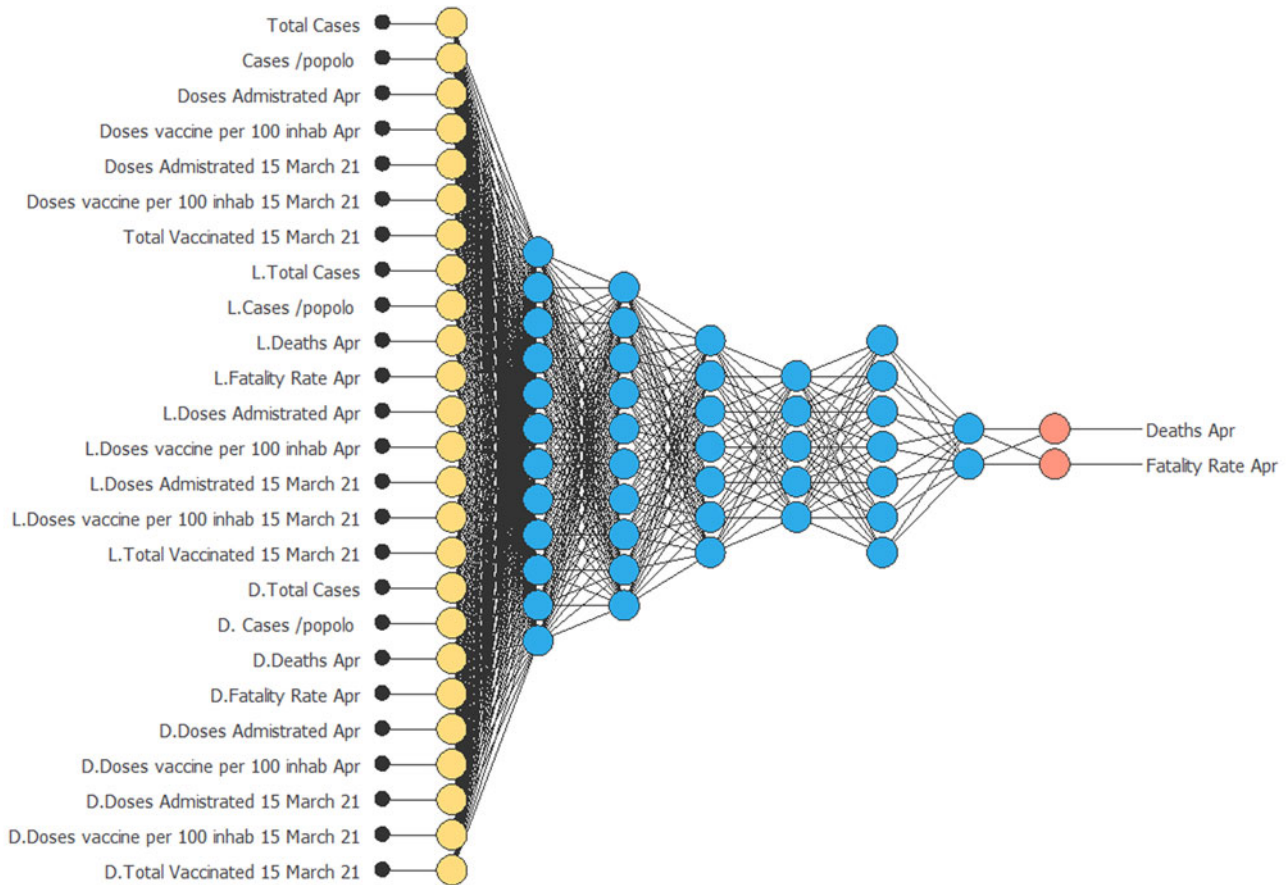 Total Cases
Cases /popolo
Doses Admistrated Apr
Doses vaccine per 100 inhab Apr
Doses Admistrated 15 March 21
Doses vaccine per 100 inhab 15 March 21
Total Vaccinated 15 March 21
L.Total Cases
L.Cases /popolo
L.Deaths Apr
L.Fatality Rate Apr
L.Doses Admistrated Apr
L.Doses vaccine per 100 inhab Apr
L.Doses Admistrated 15 March 21
L.Doses vaccine per 100 inhab 15 March 21
L.Total Vaccinated 15 March 21
D.Total Cases
D. Cases /popolo
D.Deaths Apr
D.Fatality Rate Apr
D.Doses Admistrated Apr
D.Doses vaccine per 100 inhab Apr
D.Doses Admistrated 15 March 21
D.Doses vaccine per 100 inhab 15 March 21
D.Total Vaccinated 15 March 21
Deaths Apr
Fatality Rate Apr